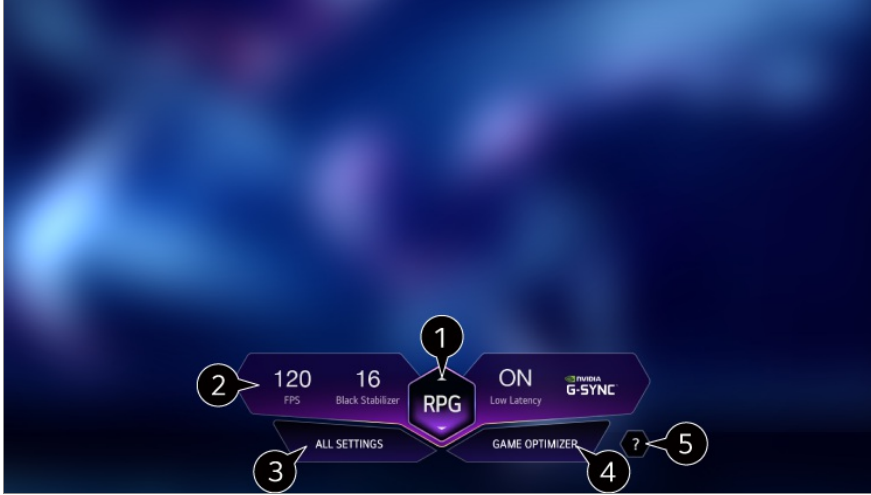 1
2
120
FPS
16
Black Stabilizer
RPG
ON
Low Latency
NVIDIA
G-SYNC
ALL SETTINGS
GAME OPTIMIZER
?
5
3
4